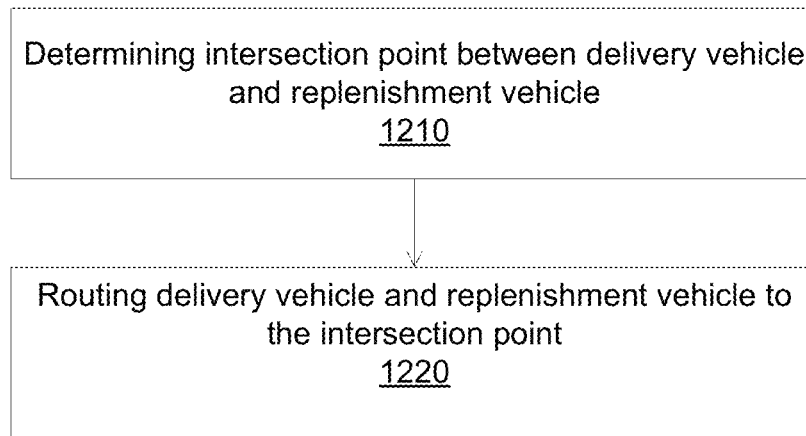 Determining intersection point between delivery vehicle
and replenishment vehicle
1210
Routing delivery vehicle and replenishment vehicle to
the intersection point
1220